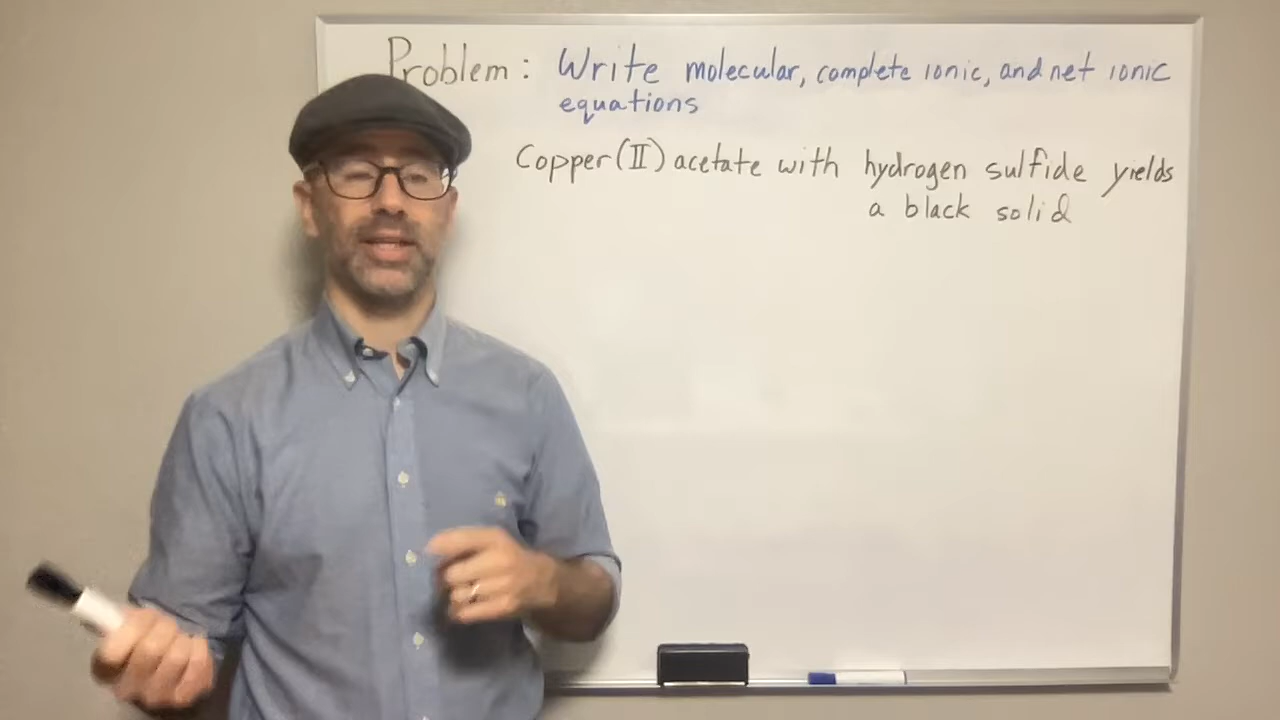 Problem: Write molecular, complete ionic, and net ionic
equations
Copper(II) acetate with hydrogen sulfide yields
a black solid